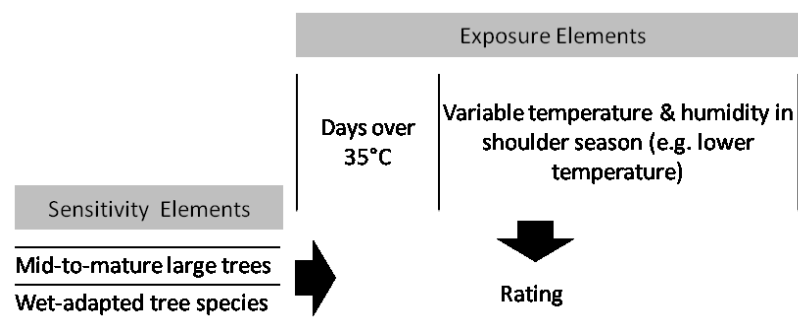 Exposure Elements
Days over
35°C
Variable temperature & humidity in
shoulder season (e.g. lower
temperature)
Sensitivity Elements
Mid-to-mature large trees
Wet-adapted tree species
Rating